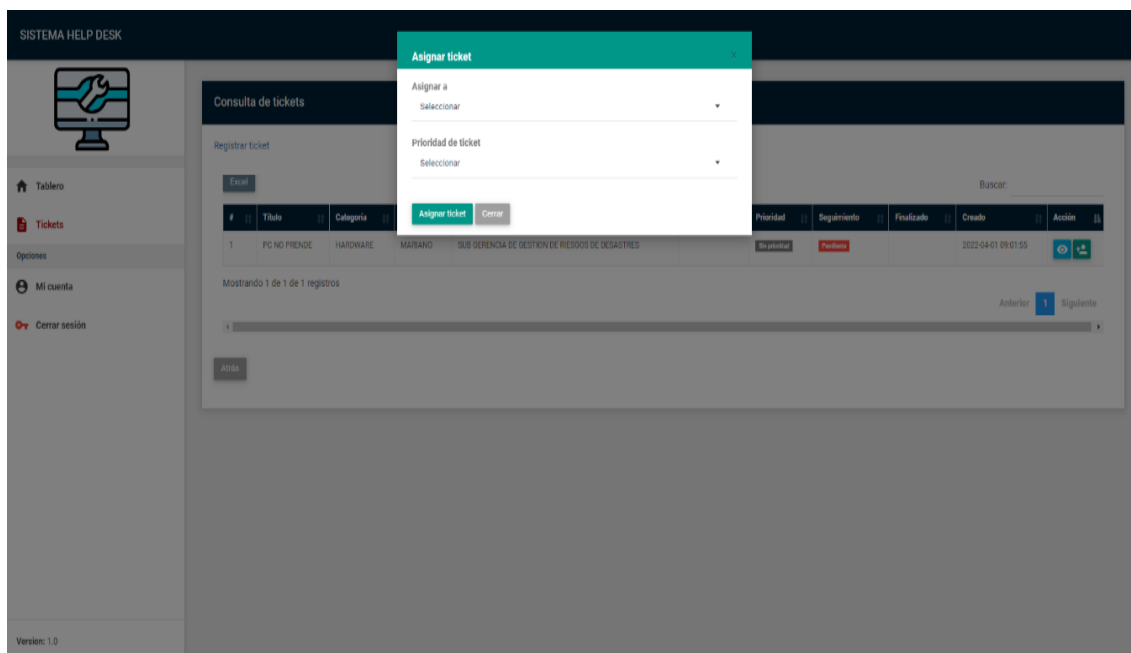 SISTEMA HELP DESK
Asignar ticket x
Asignar a
Seleccionar
Prioridad de ticket
Seleccionar
Asignar ticket Cerrar
Consulta de tickets
Registrar ticket
Excel
Buscar:
# Título Categoría Prioridad Seguimiento Finalizado Creado Acción
1 PC NO PRENDE HARDWARE MARIANO SUB GERENCIA DE GESTION DE RIESGOS DE DESASTRES Sin prioridad Pendiente 2022-04-01 09:01:55
Mostrando 1 de 1 de 1 registros
Anterior 1 Siguiente
Atrás
Tablero
Tickets
Opciones
Mi cuenta
Cerrar sesión
Version: 1.0